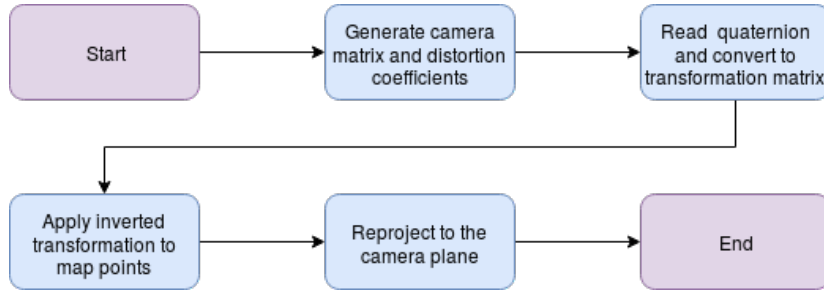 Start
Generate camera
matrix and distortion
coefficients
Read quaternion
and convert to
transformation matrix
Apply inverted
transformation to
map points
Reproject to the
camera plane
End